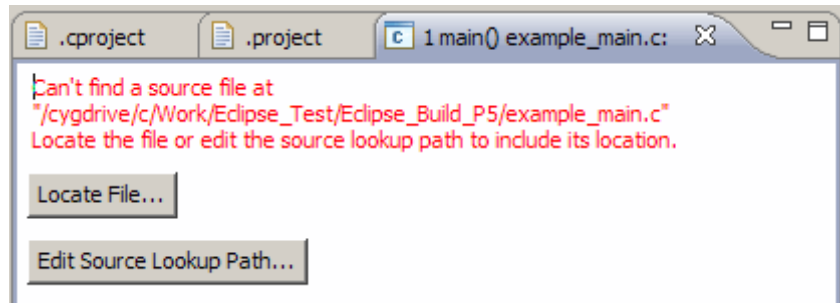 .cproject
.project
1 main() example_main.c:
Can't find a source file at
"/cygdrive/c/Work/Eclipse_Test/Eclipse_Build_P5/example_main.c"
Locate the file or edit the source lookup path to include its location.
Locate File...
Edit Source Lookup Path...